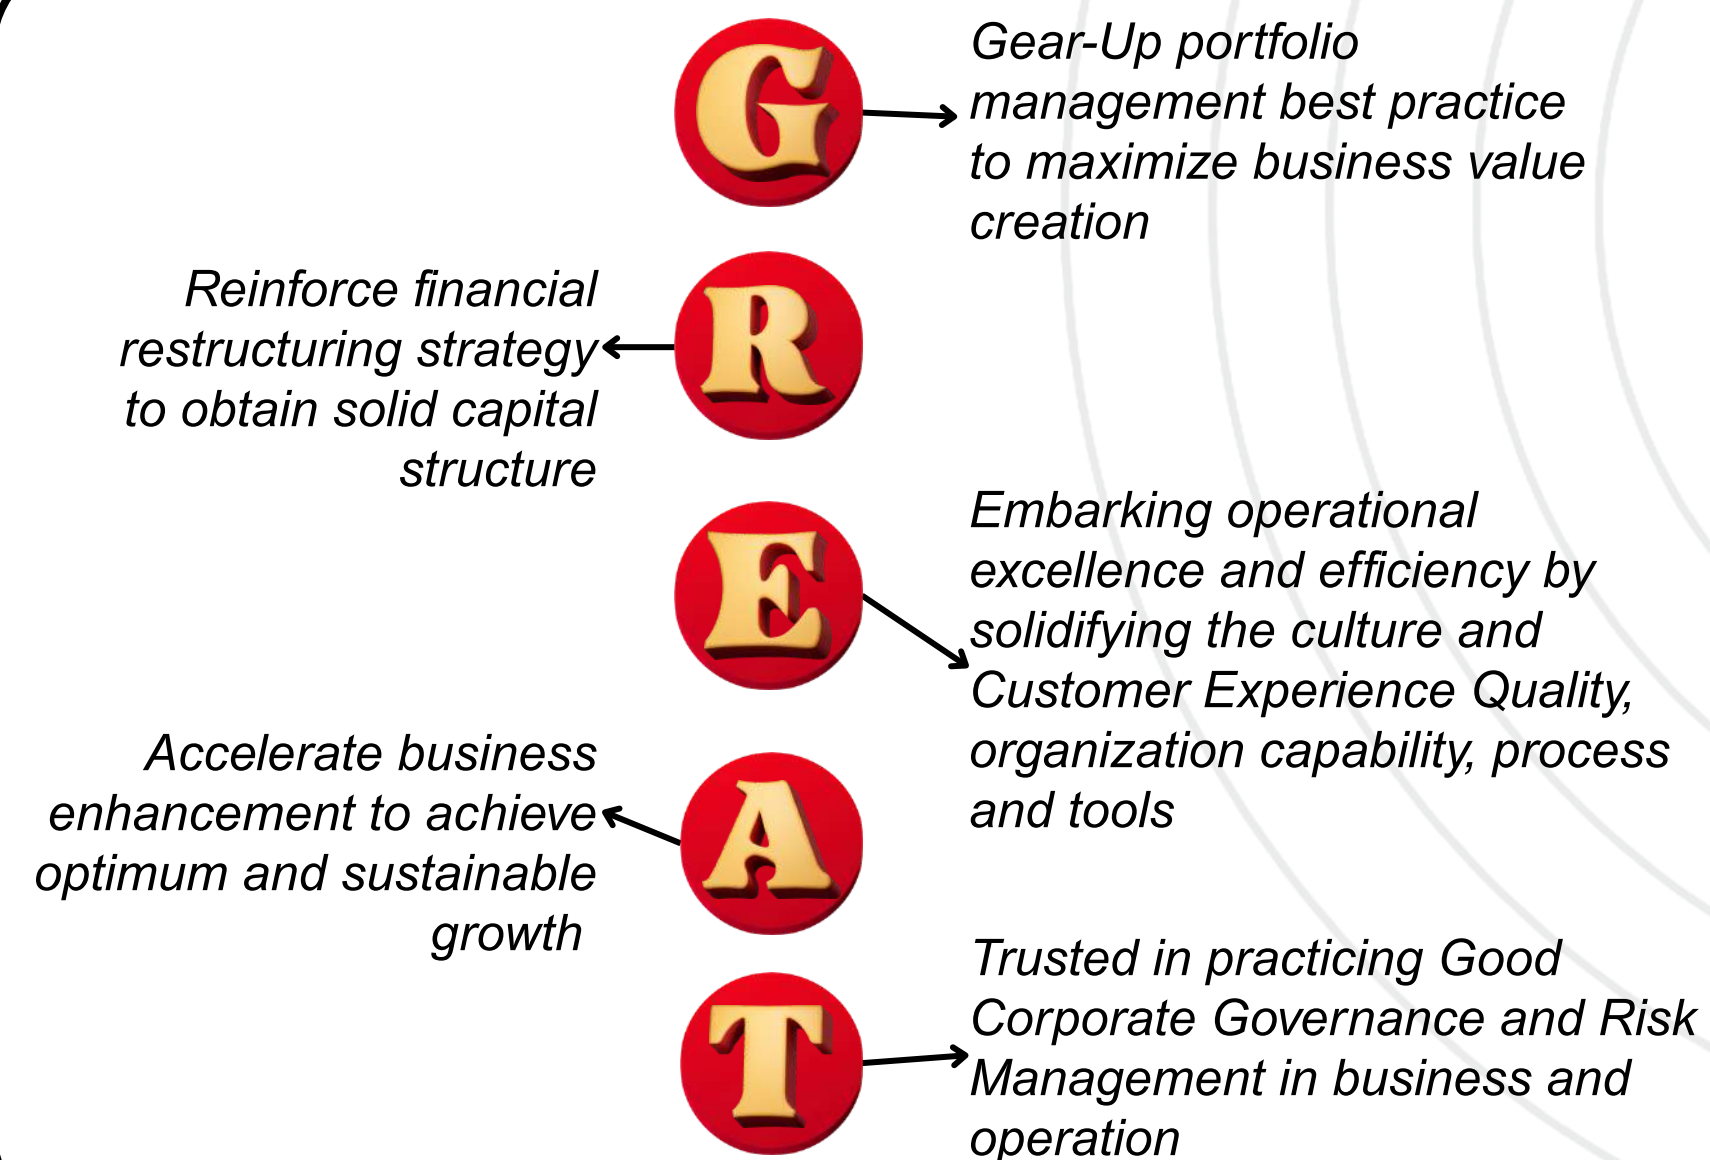 G
Gear-Up portfolio
management best practice
to maximize business value
creation
R
Reinforce financial
restructuring strategy
to obtain solid capital
structure
E
Embarking operational
excellence and efficiency by
solidifying the culture and
Customer Experience Quality,
organization capability, process
and tools
A
Accelerate business
enhancement to achieve
optimum and sustainable
growth
T
Trusted in practicing Good
Corporate Governance and Risk
Management in business and
operation